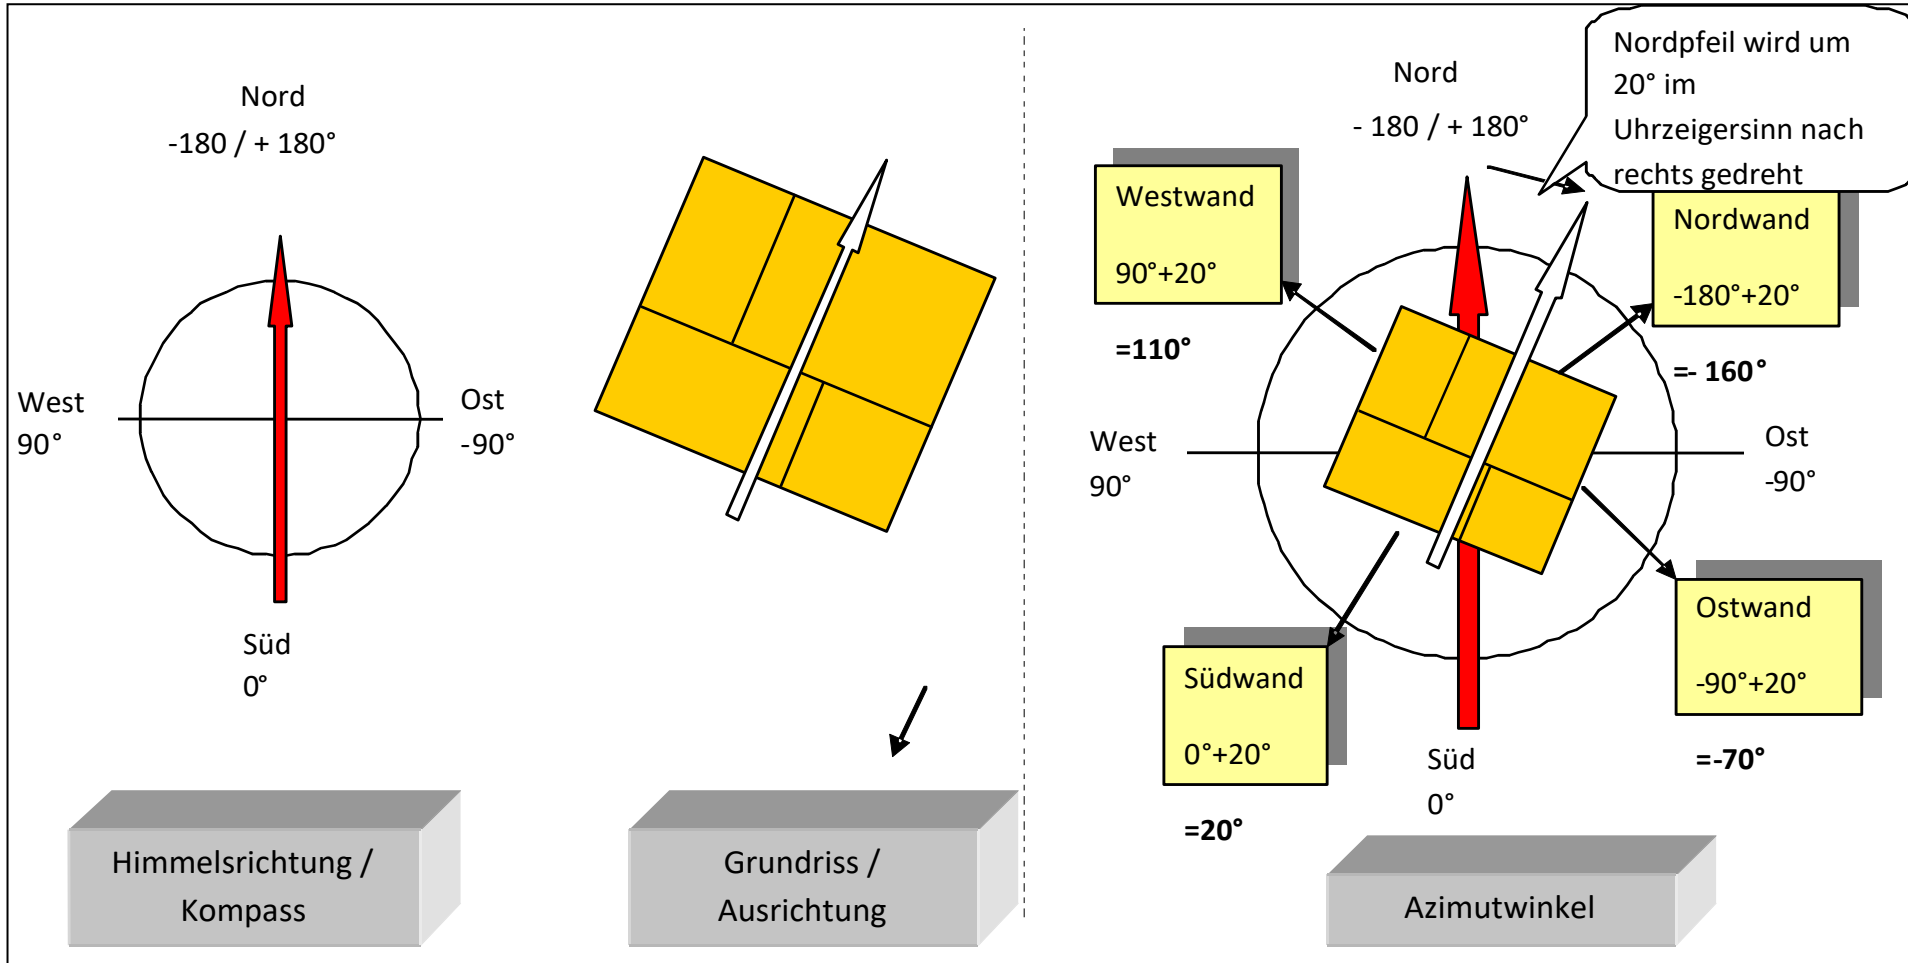 Nord
-180 / + 180°
West
90°
Ost
-90°
Süd
0°
Himmelsrichtung /
Kompass
Grundriss /
Ausrichtung
Nordpfeil wird um
20° im
Uhrzeigersinn nach
rechts gedreht
Nord
- 180 / + 180°
Westwand
90°+20°
=110°
Nordwand
-180°+20°
=- 160°
West
90°
Ost
-90°
Südwand
0°+20°
=20°
Ostwand
-90°+20°
=-70°
Süd
0°
Azimutwinkel